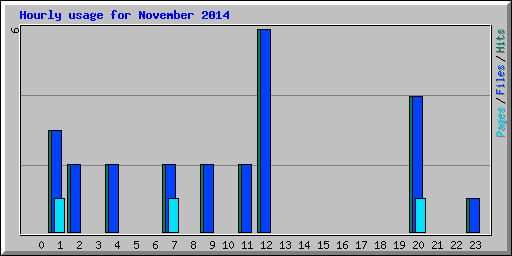 Hourly usage for November 2014
6
Pages / Files / Hits
0 1 2 3 4 5 6 7 8 9 10 11 12 13 14 15 16 17 18 19 20 21 22 23